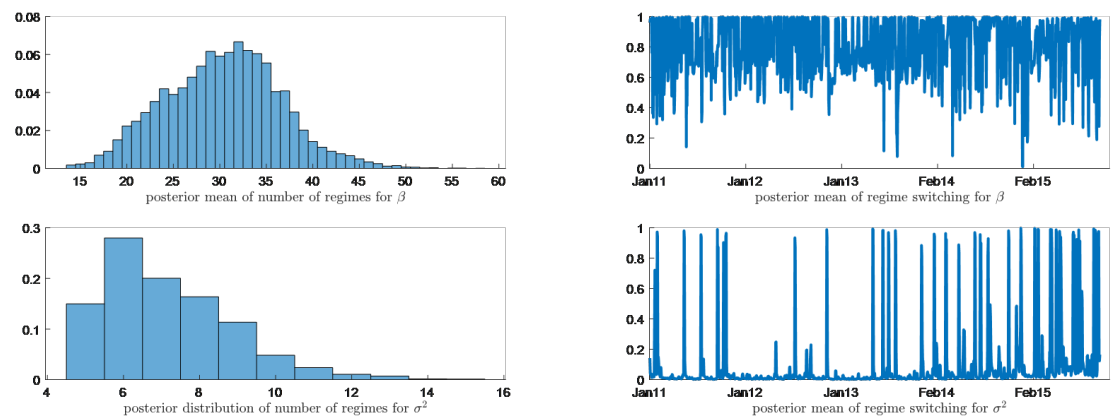 0.08
0.06
0.04
0.02
0
15 20 25 30 35 40 45 50 55 60
posterior mean of number of regimes for β
1
0.8
0.6
0.4
0.2
0
Jan11 Jan12 Jan13 Feb14 Feb15
posterior mean of regime switching for β
0.3
0.2
0.1
0
4 6 8 10 12 14 16
posterior distribution of number of regimes for σ²
1
0.8
0.6
0.4
0.2
0
Jan11 Jan12 Jan13 Feb14 Feb15
posterior mean of regime switching for σ²